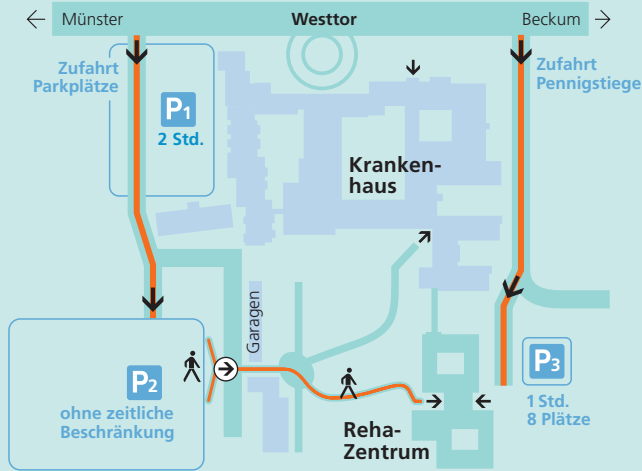 ← Münster Westtor Beckum →
Zufahrt
Parkplätze
Zufahrt
Pennigstiege
P1
2 Std.
Kranken-
haus
Garagen
P2
ohne zeitliche
Beschränkung
P3
1 Std.
8 Plätze
Reha-
Zentrum